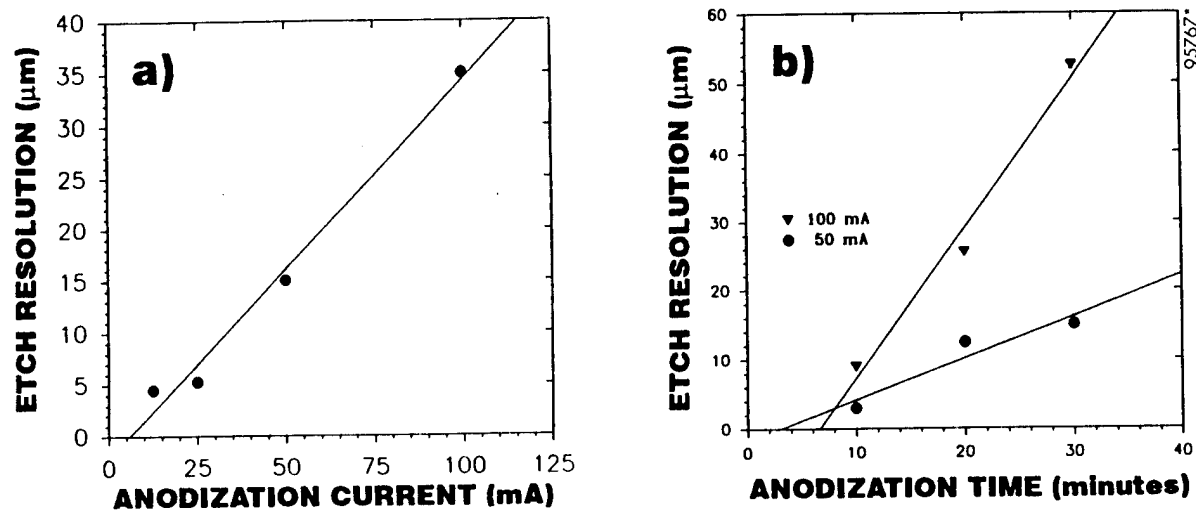 a)
ETCH RESOLUTION (μm)
40
35
30
25
20
15
10
5
0
0 25 50 75 100 125
ANODIZATION CURRENT (mA)
b)
ETCH RESOLUTION (μm)
60
50
40
30
20
10
0
0 10 20 30 40
ANODIZATION TIME (minutes)
▼ 100 mA
● 50 mA
95767*